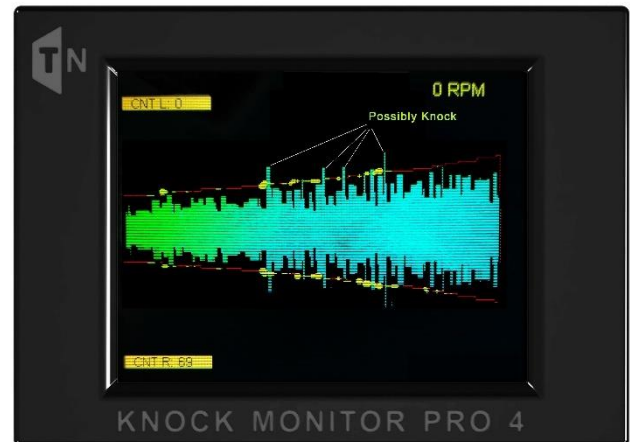 TN
0 RPM
CNT L: 0
Possibly Knock
CNT R: 69
KNOCK MONITOR PRO 4